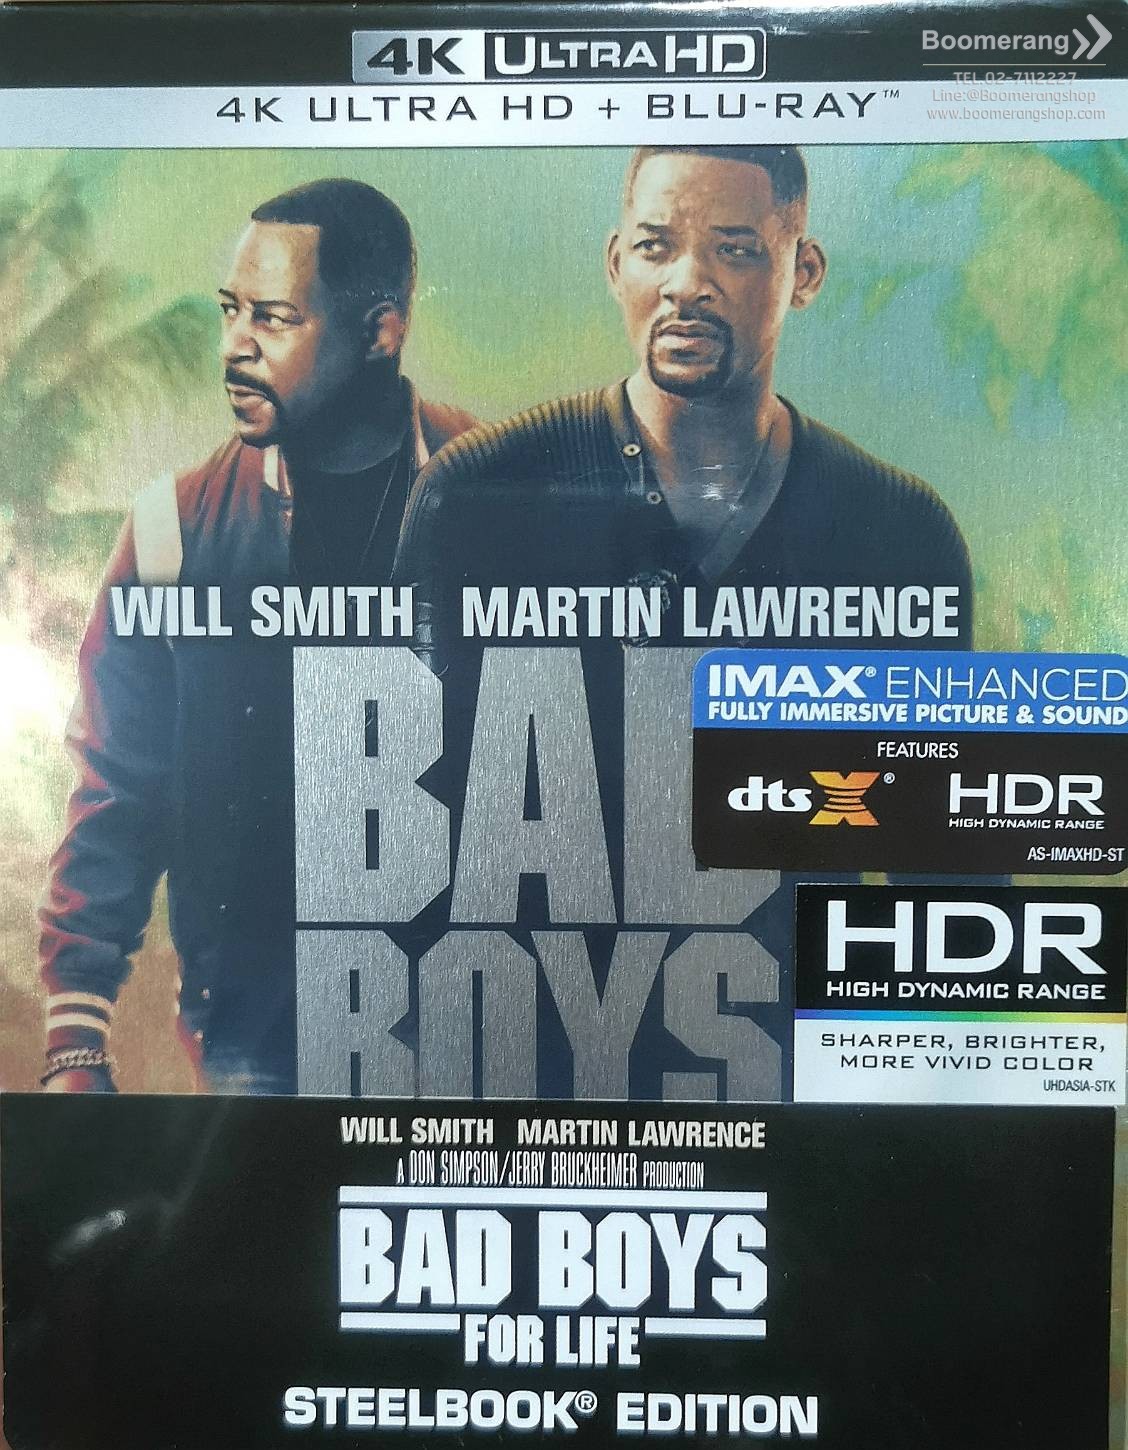 4K ULTRA HD™
Boomerang
TEL.02-7112227
Line:@Boomerangshop
www.boomerangshop.com
4K ULTRA HD + BLU-RAY™
WILL SMITH MARTIN LAWRENCE
BAD
BOYS
IMAX® ENHANCED
FULLY IMMERSIVE PICTURE & SOUND
FEATURES
dts X® HDR
HIGH DYNAMIC RANGE
AS-IMAXHD-ST
HDR
HIGH DYNAMIC RANGE
SHARPER, BRIGHTER,
MORE VIVID COLOR
UHDASIA-STK
WILL SMITH MARTIN LAWRENCE
A DON SIMPSON/JERRY BRUCKHEIMER PRODUCTION
BAD BOYS
FOR LIFE
STEELBOOK® EDITION